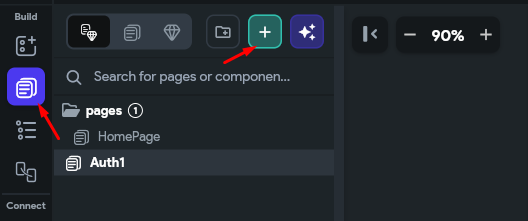 Build
90%
Search for pages or componen...
pages 1
HomePage
Auth1
Connect